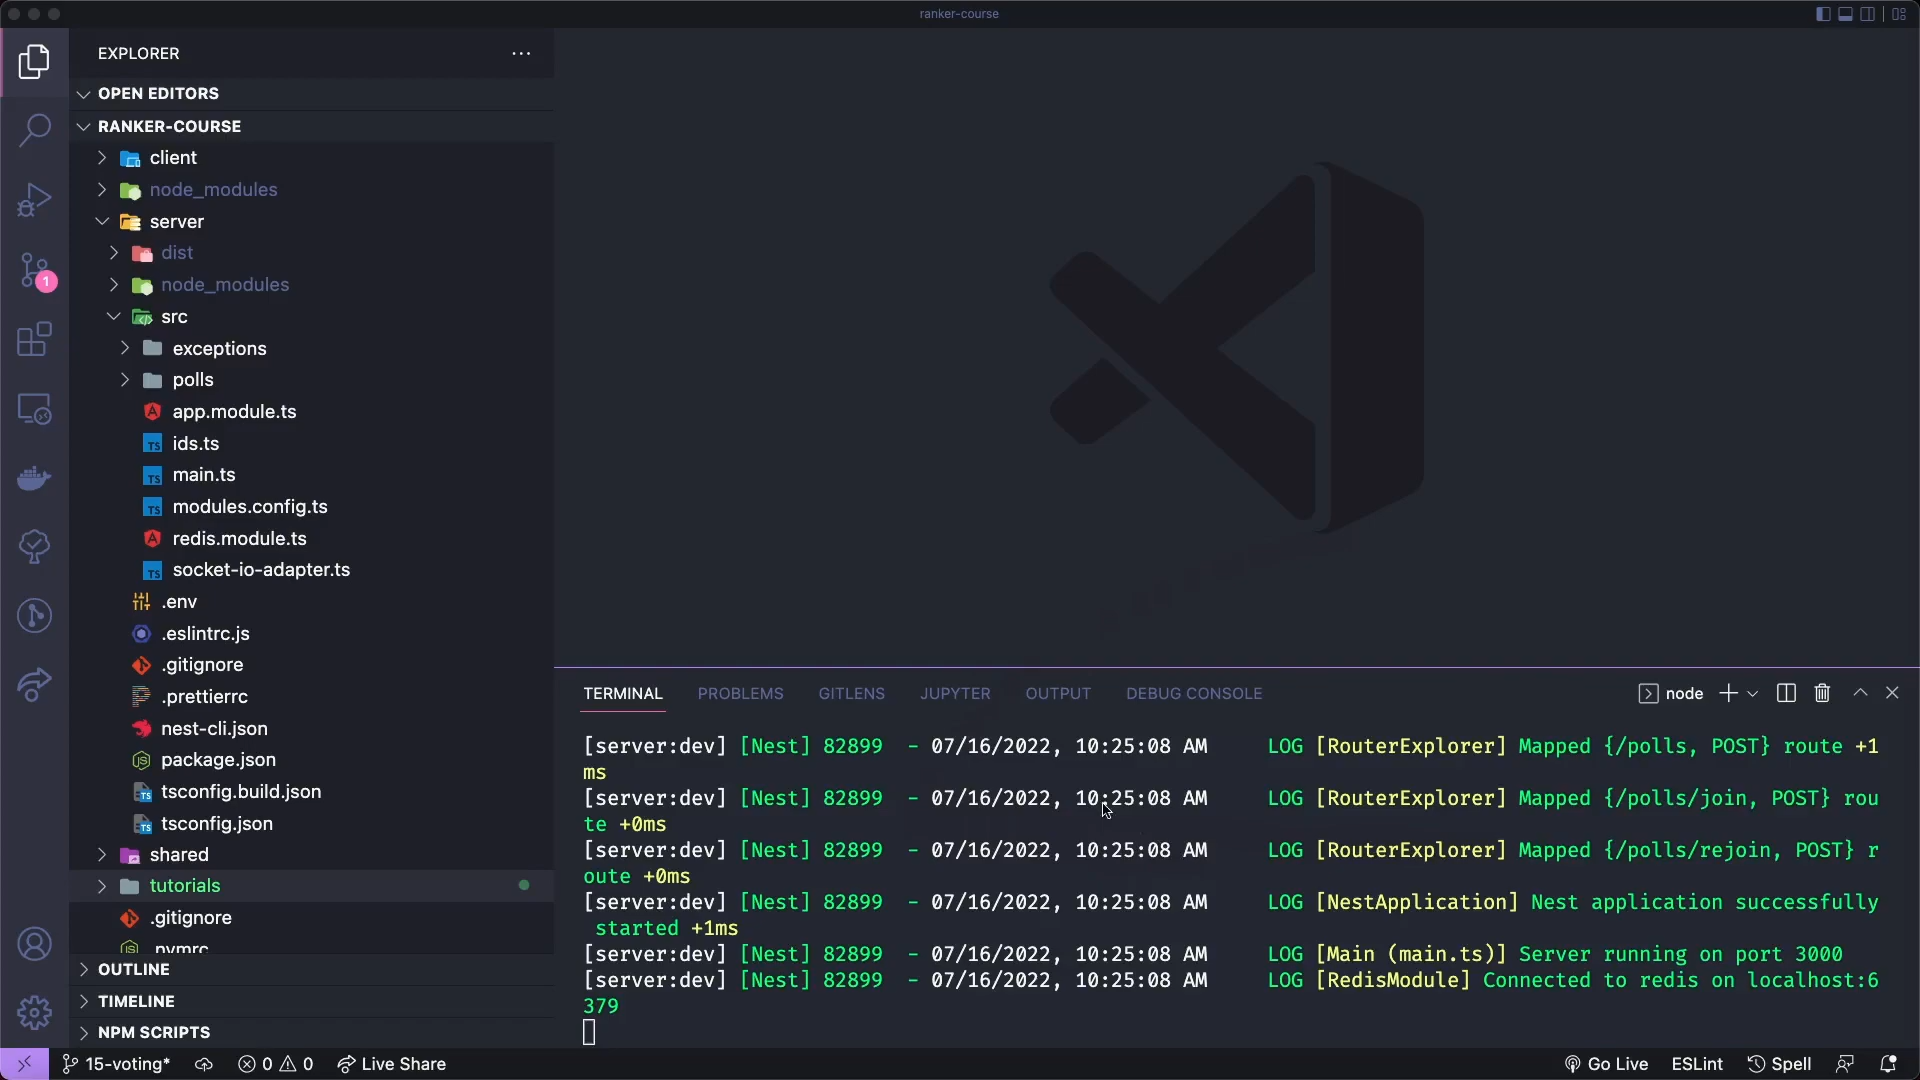 ranker-course
EXPLORER
OPEN EDITORS
RANKER-COURSE
client
node_modules
server
dist
node_modules
src
exceptions
polls
app.module.ts
TS ids.ts
TS main.ts
TS modules.config.ts
redis.module.ts
TS socket-io-adapter.ts
.env
.eslintrc.js
.gitignore
.prettierrc
nest-cli.json
package.json
tsconfig.build.json
tsconfig.json
shared
tutorials
.gitignore
.nvmrc
OUTLINE
TIMELINE
NPM SCRIPTS
1
TERMINAL PROBLEMS GITLENS JUPYTER OUTPUT DEBUG CONSOLE node
[server:dev] [Nest] 82899  - 07/16/2022, 10:25:08 AM     LOG [RouterExplorer] Mapped {/polls, POST} route +1
ms
[server:dev] [Nest] 82899  - 07/16/2022, 10:25:08 AM     LOG [RouterExplorer] Mapped {/polls/join, POST} rou
te +0ms
[server:dev] [Nest] 82899  - 07/16/2022, 10:25:08 AM     LOG [RouterExplorer] Mapped {/polls/rejoin, POST} r
oute +0ms
[server:dev] [Nest] 82899  - 07/16/2022, 10:25:08 AM     LOG [NestApplication] Nest application successfully
 started +1ms
[server:dev] [Nest] 82899  - 07/16/2022, 10:25:08 AM     LOG [Main (main.ts)] Server running on port 3000
[server:dev] [Nest] 82899  - 07/16/2022, 10:25:08 AM     LOG [RedisModule] Connected to redis on localhost:6
379
15-voting* 0 0 Live Share Go Live ESLint Spell